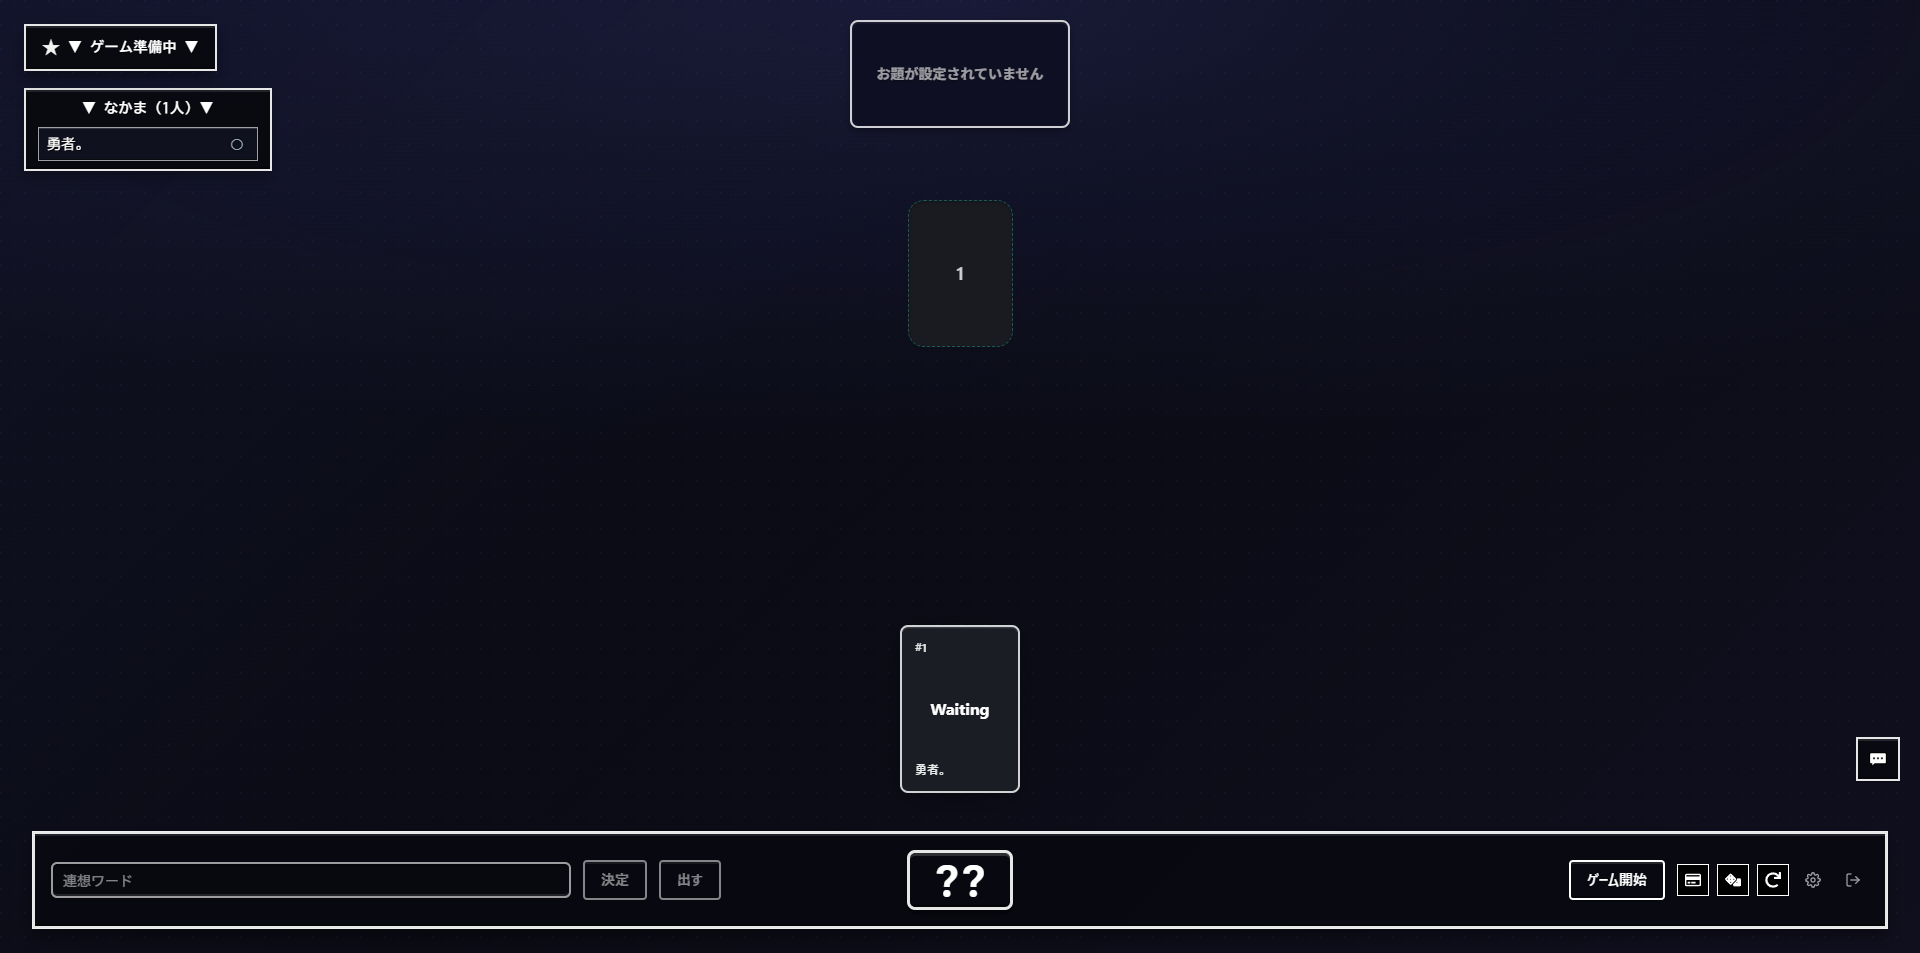 ★ ▼ ゲーム準備中 ▼
▼ なかま（1人）▼
勇者。
お題が設定されていません
1
#1
Waiting
勇者。
連想ワード
決定
出す
??
ゲーム開始